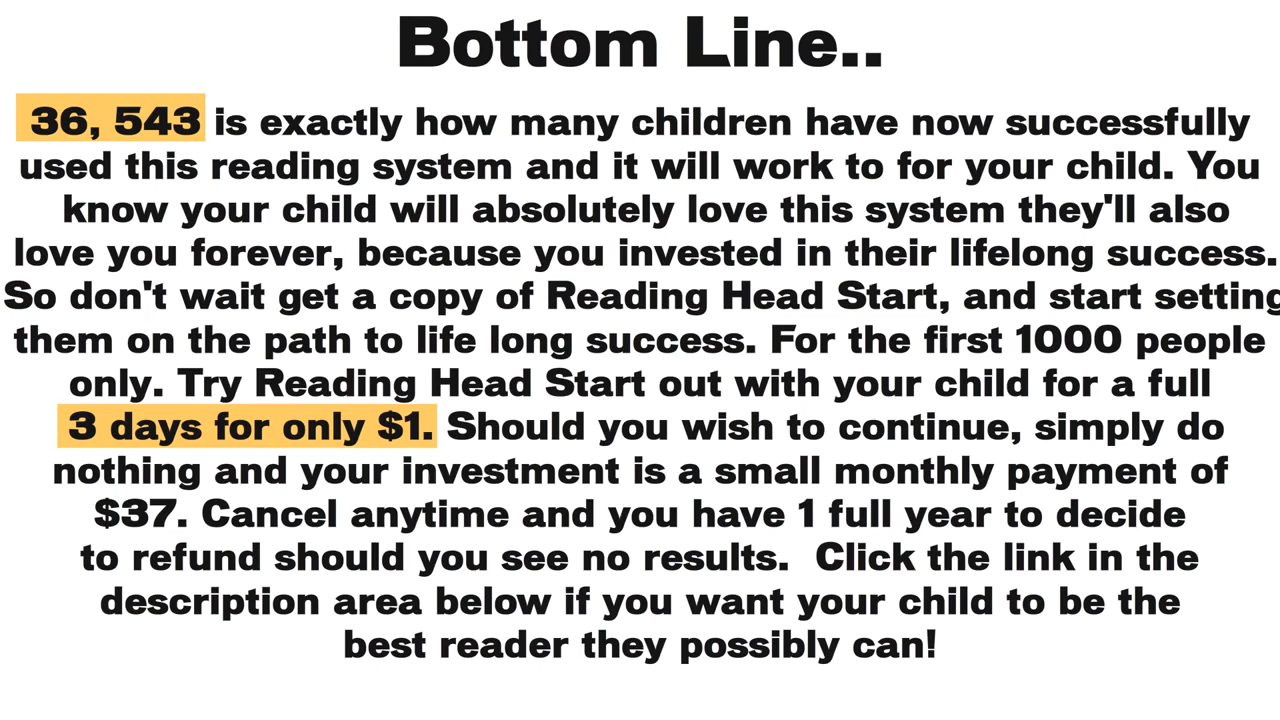 Bottom Line..
36, 543 is exactly how many children have now successfully
used this reading system and it will work to for your child. You
know your child will absolutely love this system they'll also
love you forever, because you invested in their lifelong success.
So don't wait get a copy of Reading Head Start, and start setting
them on the path to life long success. For the first 1000 people
only. Try Reading Head Start out with your child for a full
3 days for only $1. Should you wish to continue, simply do
nothing and your investment is a small monthly payment of
$37. Cancel anytime and you have 1 full year to decide
to refund should you see no results. Click the link in the
description area below if you want your child to be the
best reader they possibly can!